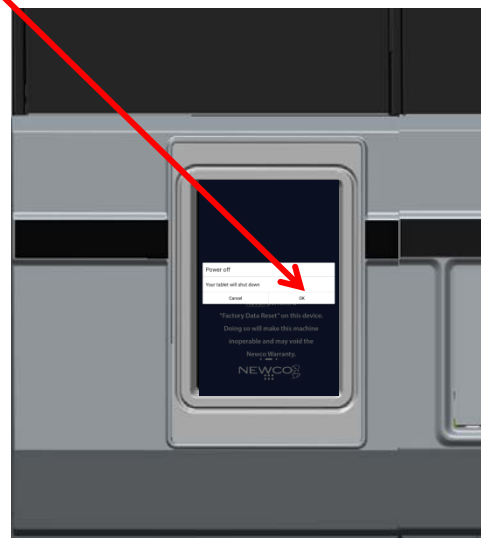 Power off
Your tablet will shut down
Cancel OK
"Factory Data Reset" on this device.
Doing so will make this machine
inoperable and may void the
Newco Warranty.
NEWCO